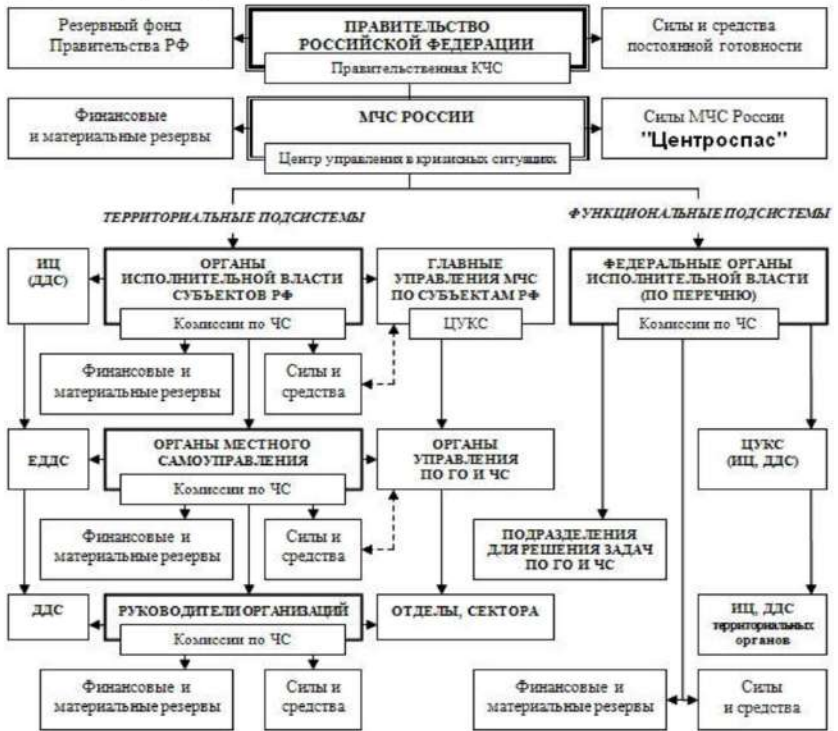 Резервный фонд
Правительства РФ
ПРАВИТЕЛЬСТВО
РОССИЙСКОЙ ФЕДЕРАЦИИ
Правительственная КЧС
Силы и средства
постоянной готовности
Финансовые
и материальные резервы
МЧС РОССИИ
Центр управления в кризисных ситуациях
Силы МЧС России
"Центроспас"
ТЕРРИТОРИАЛЬНЫЕ ПОДСИСТЕМЫ
ФУНКЦИОНАЛЬНЫЕ ПОДСИСТЕМЫ
ИЦ
(ДДС)
ОРГАНЫ
ИСПОЛНИТЕЛЬНОЙ ВЛАСТИ
СУБЪЕКТОВ РФ
Комиссии по ЧС
ГЛАВНЫЕ
УПРАВЛЕНИЯ МЧС
ПО СУБЪЕКТАМ РФ
ЦУКС
ФЕДЕРАЛЬНЫЕ ОРГАНЫ
ИСПОЛНИТЕЛЬНОЙ ВЛАСТИ
(ПО ПЕРЕЧНЮ)
Комиссии по ЧС
Финансовые и
материальные резервы
Силы и
средства
ЕДДС
ОРГАНЫ МЕСТНОГО
САМОУПРАВЛЕНИЯ
Комиссии по ЧС
ОРГАНЫ
УПРАВЛЕНИЯ
ПО ГО И ЧС
ЦУКС
(ИЦ, ДДС)
Финансовые и
материальные резервы
Силы и
средства
ПОДРАЗДЕЛЕНИЯ
ДЛЯ РЕШЕНИЯ ЗАДАЧ
ПО ГО И ЧС
ДДС
РУКОВОДИТЕЛИ ОРГАНИЗАЦИЙ
Комиссии по ЧС
ОТДЕЛЫ, СЕКТОРА
ИЦ, ДДС
территориальных
органов
Финансовые и
материальные резервы
Силы и
средства
Финансовые и
материальные резервы
Силы
и средства